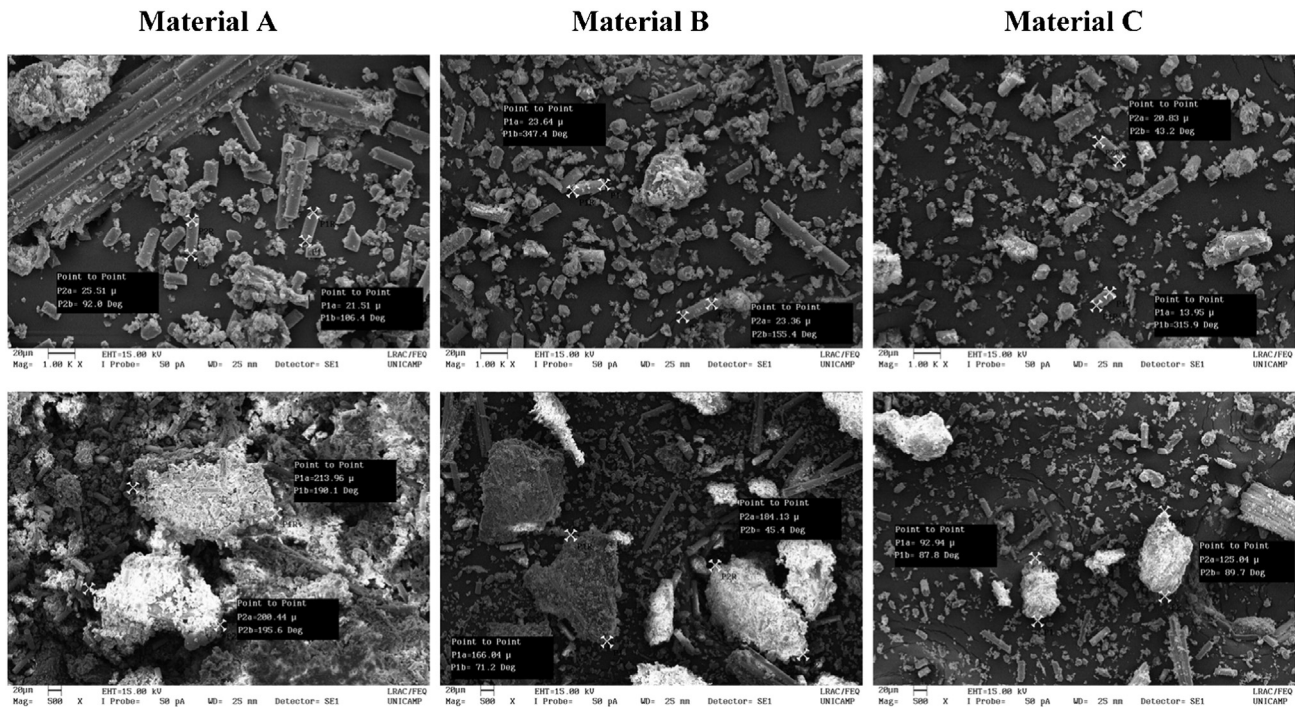 Material A
Material B
Material C
Point to Point
P2a= 25.51 µ
P2b= 92.0 Deg
Point to Point
P1a= 21.51 µ
P1b=106.4 Deg
20µm
Mag= 1.00 K X
EHT=15.00 kV
I Probe= 50 pA
WD= 25 mm
Detector= SE1
LRAC/FEQ
UNICAMP
Point to Point
P1a= 23.64 µ
P1b=347.4 Deg
Point to Point
P2a= 23.36 µ
P2b=155.4 Deg
20µm
Mag= 1.00 K X
EHT=15.00 kV
I Probe= 50 pA
WD= 25 mm
Detector= SE1
LRAC/FEQ
UNICAMP
Point to Point
P2a= 20.83 µ
P2b= 43.2 Deg
Point to Point
P1a= 13.95 µ
P1b=315.9 Deg
20µm
Mag= 1.00 K X
EHT=15.00 kV
I Probe= 50 pA
WD= 25 mm
Detector= SE1
LRAC/FEQ
UNICAMP
Point to Point
P1a=213.96 µ
P1b=190.1 Deg
Point to Point
P2a=200.44 µ
P2b=195.6 Deg
20µm
Mag= 500 X
EHT=15.00 kV
I Probe= 50 pA
WD= 25 mm
Detector= SE1
LRAC/FEQ
UNICAMP
Point to Point
P2a=184.13 µ
P2b= 45.4 Deg
P2R
Point to Point
P1a=166.04 µ
P1b= 71.2 Deg
20µm
Mag= 500 X
EHT=15.00 kV
I Probe= 50 pA
WD= 25 mm
Detector= SE1
LRAC/FEQ
UNICAMP
Point to Point
P1a= 92.94 µ
P1b= 87.8 Deg
Point to Point
P2a=125.04 µ
P2b= 89.7 Deg
20µm
Mag= 500 X
EHT=15.00 kV
I Probe= 50 pA
WD= 25 mm
Detector= SE1
LRAC/FEQ
UNICAMP